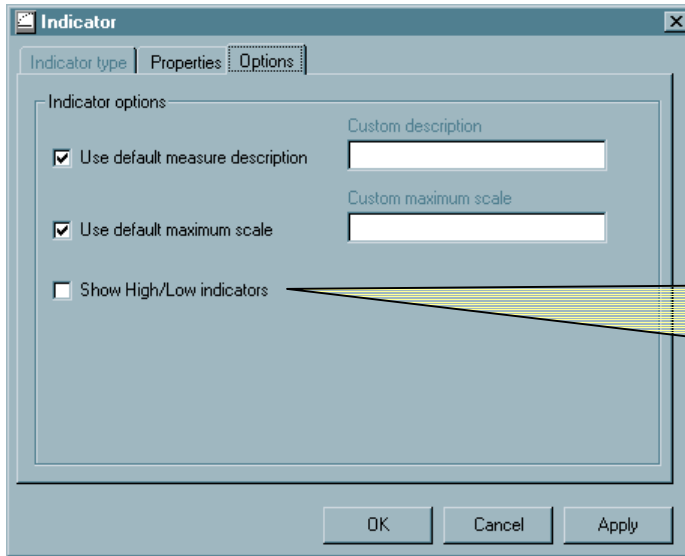 Indicator
Indicator type Properties Options
Indicator options
Custom description
Use default measure description
Custom maximum scale
Use default maximum scale
Show High/Low indicators
OK Cancel Apply